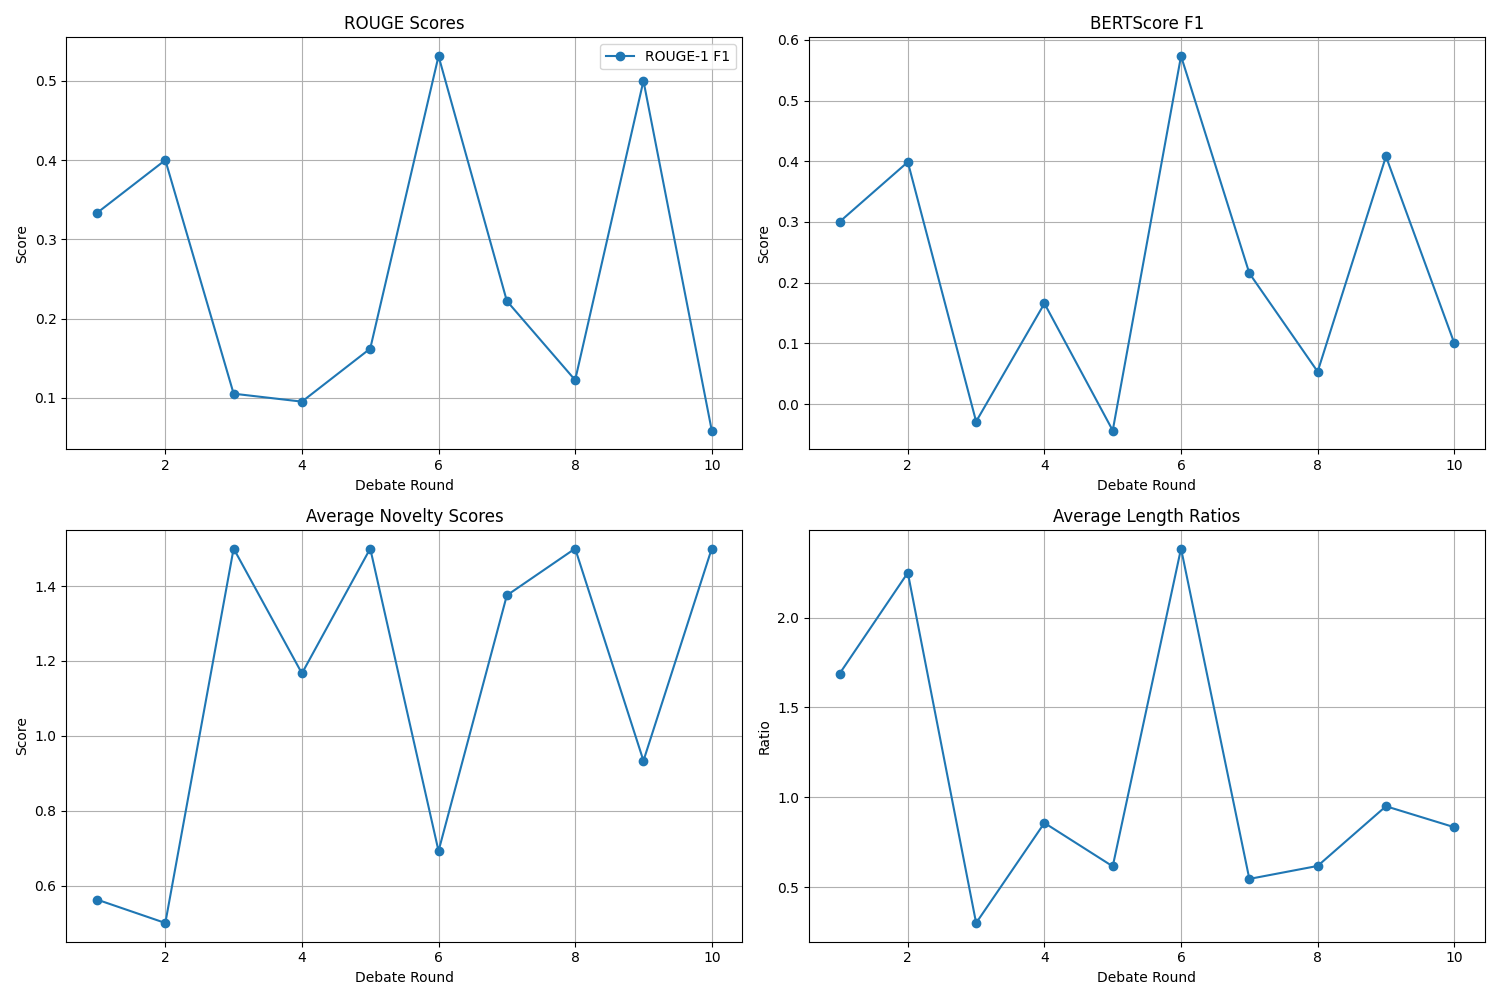 ROUGE Scores
ROUGE-1 F1
0.5
0.4
0.3
0.2
0.1
Score
2 4 6 8 10
Debate Round
BERTScore F1
0.6
0.5
0.4
0.3
0.2
0.1
0.0
Score
2 4 6 8 10
Debate Round
Average Novelty Scores
1.4
1.2
1.0
0.8
0.6
Score
2 4 6 8 10
Debate Round
Average Length Ratios
2.0
1.5
1.0
0.5
Ratio
2 4 6 8 10
Debate Round